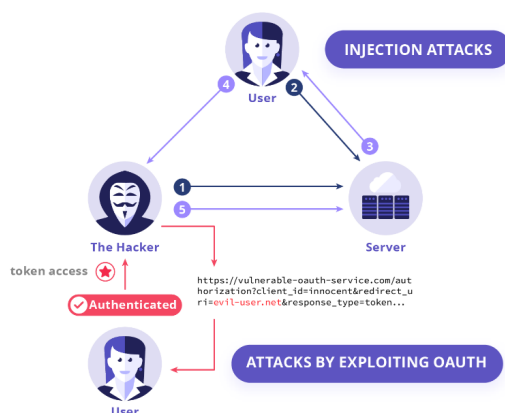 INJECTION ATTACKS
4
2
User
3
1
5
The Hacker
Server
token access
Authenticated
https://vulnerable-oauth-service.com/aut
horization?client_id=innocent&redirect_u
ri=evil-user.net&response_type=token...
ATTACKS BY EXPLOITING OAUTH
User